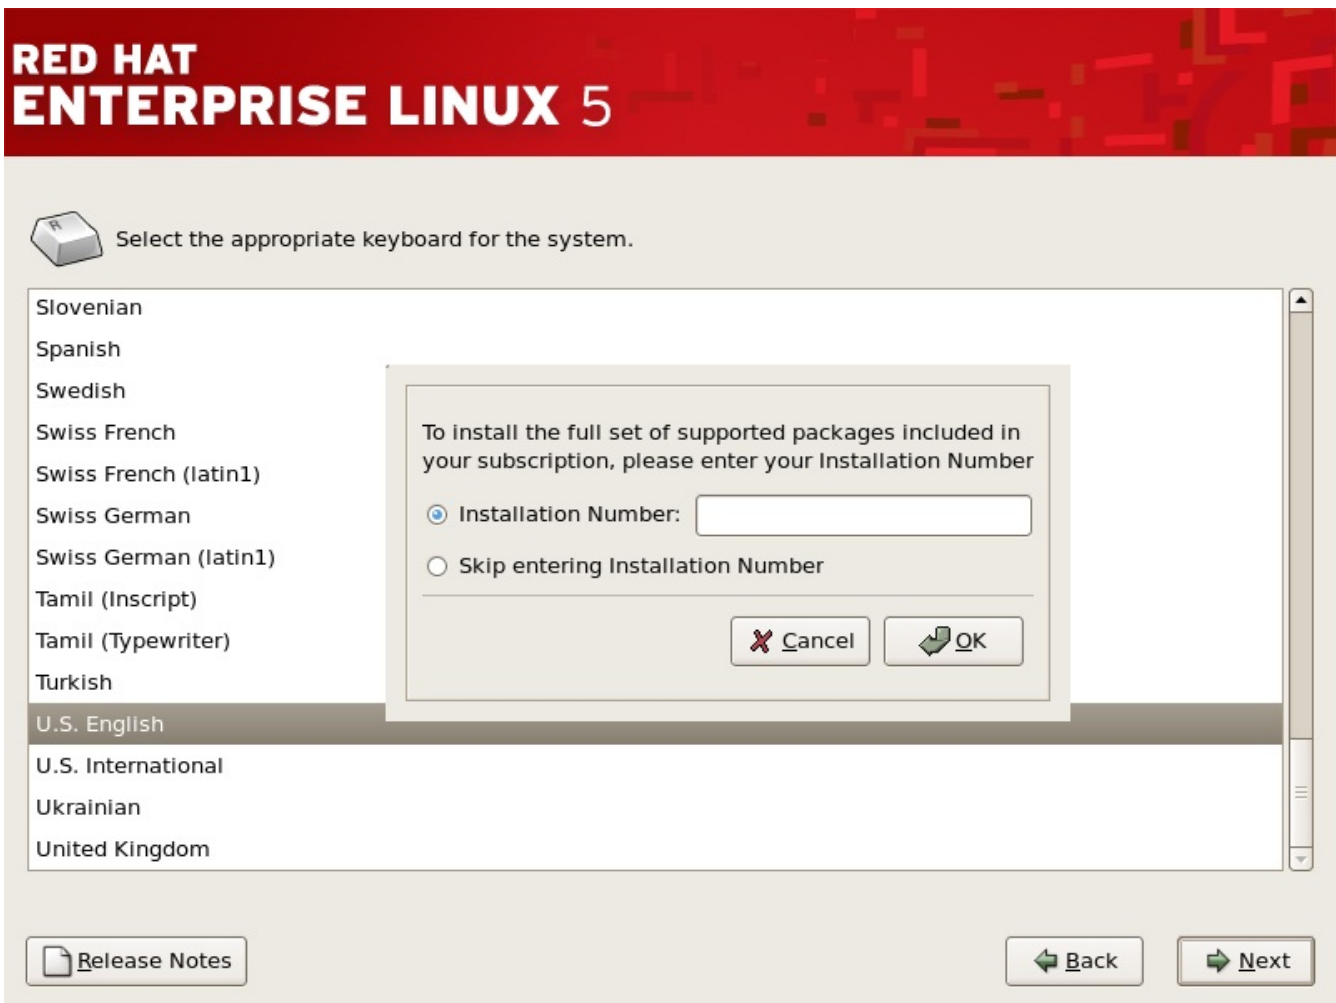 RED HAT
ENTERPRISE LINUX 5
R
Select the appropriate keyboard for the system.
Slovenian
Spanish
Swedish
Swiss French
Swiss French (latin1)
Swiss German
Swiss German (latin1)
Tamil (Inscript)
Tamil (Typewriter)
Turkish
U.S. English
U.S. International
Ukrainian
United Kingdom
To install the full set of supported packages included in
your subscription, please enter your Installation Number
Installation Number:
Skip entering Installation Number
Cancel OK
Release Notes Back Next